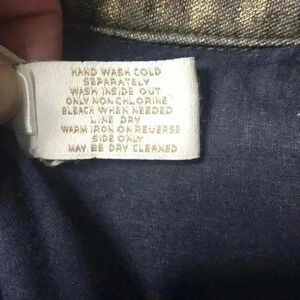 HAND WASH COLD
SEPARATELY
WASH INSIDE OUT
ONLY NON CHLORINE
BLEACH WHEN NEEDED
LINE DRY
WARM IRON ON REVERSE
SIDE ONLY
MAY BE DRY CLEANED